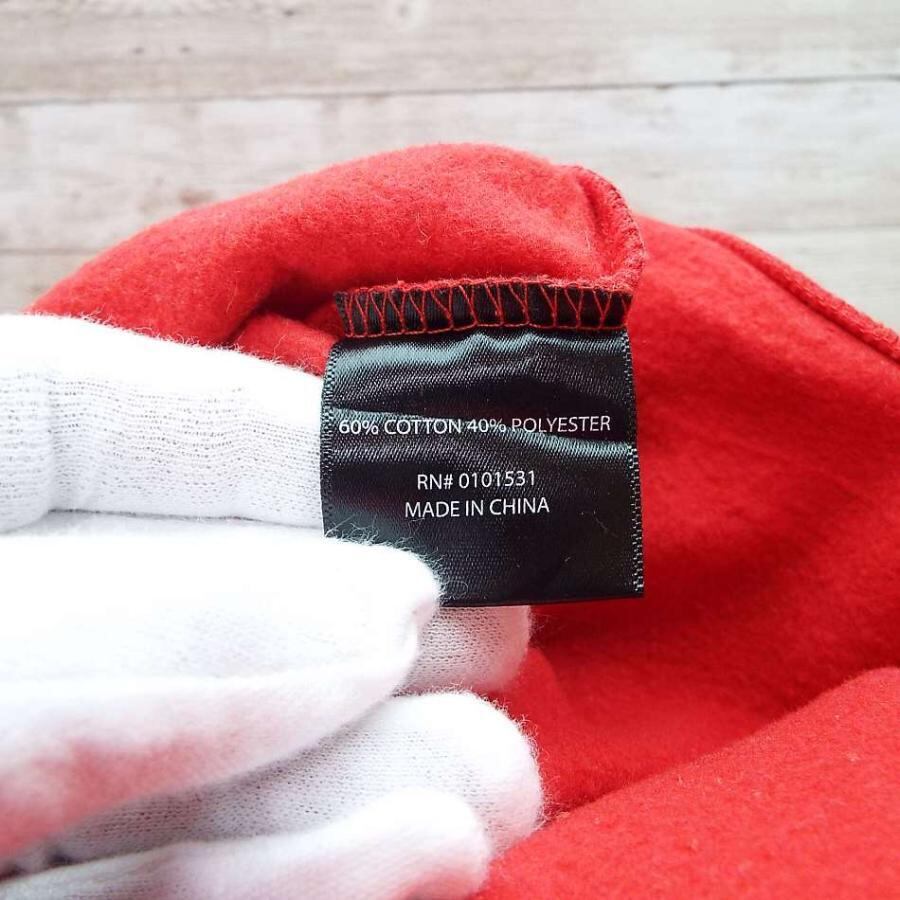 60% COTTON 40% POLYESTER
RN# 0101531
MADE IN CHINA